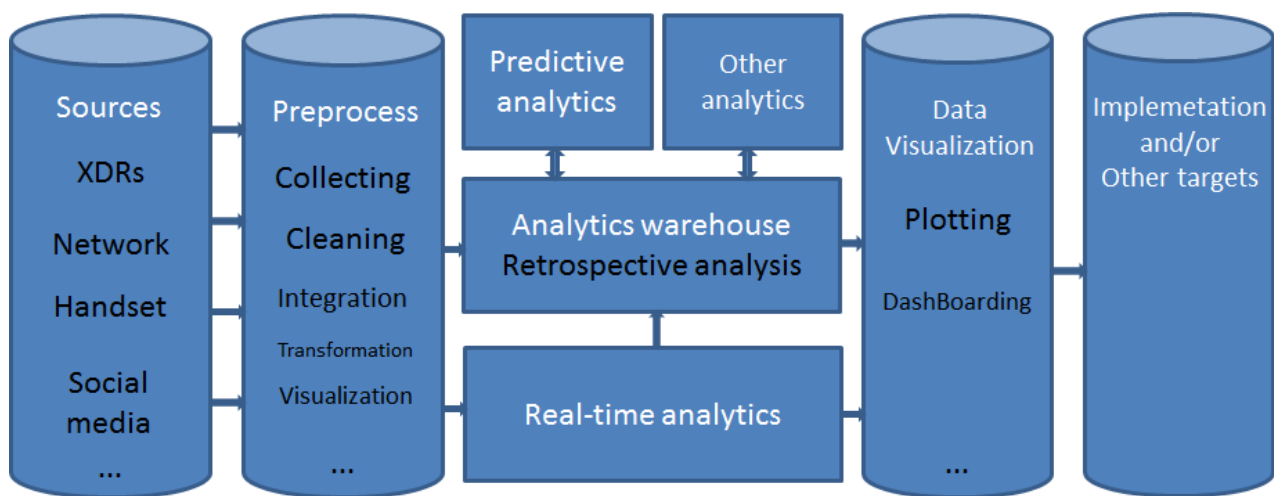 Sources
XDRs
Network
Handset
Social
media
...
Preprocess
Collecting
Cleaning
Integration
Transformation
Visualization
...
Predictive
analytics
Other
analytics
Analytics warehouse
Retrospective analysis
Real-time analytics
Data
Visualization
Plotting
DashBoarding
...
Implemetation
and/or
Other targets